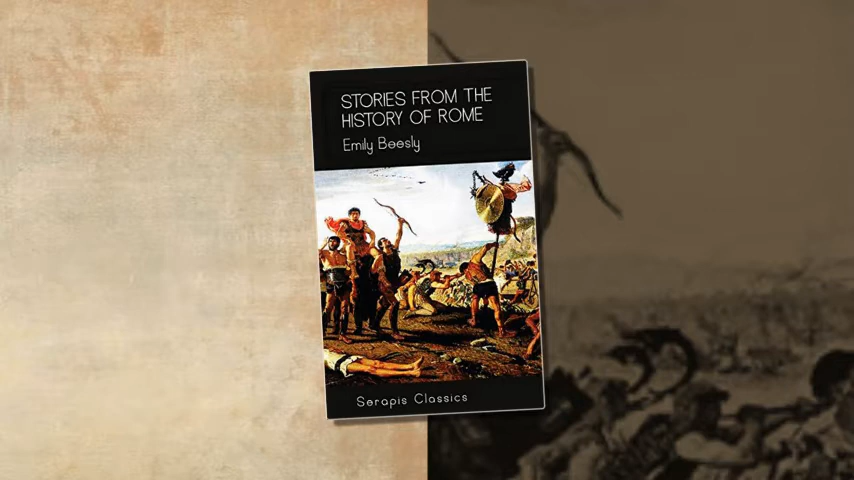 STORIES FROM THE
HISTORY OF ROME
Emily Beesly
Serapis Classics